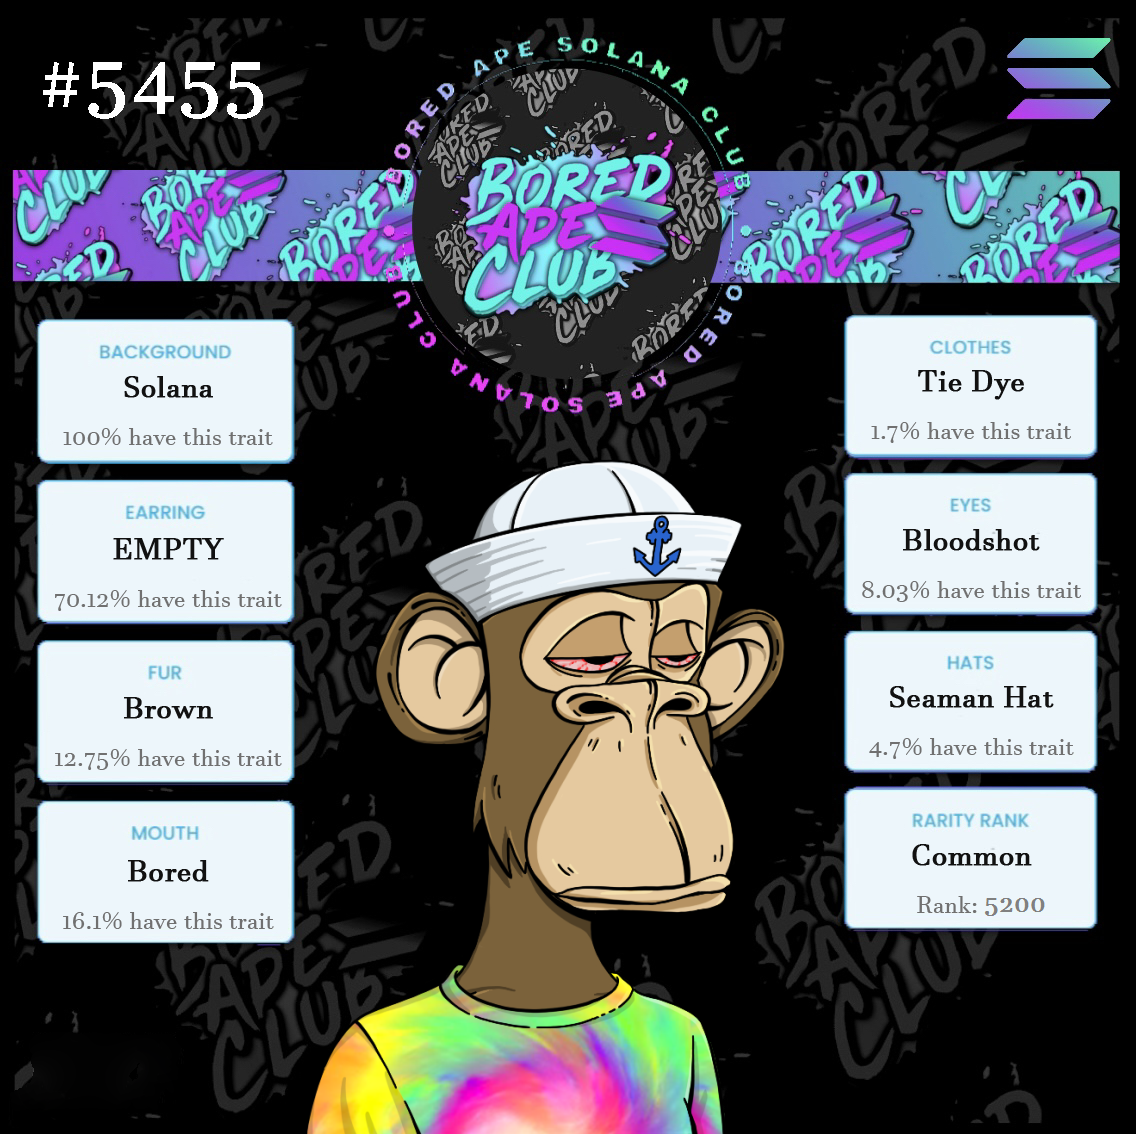 #5455
BORED APE SOLANA CLUB
BORED APE SOLANA CLUB
BORED
APE
CLUB
BACKGROUND
Solana
100% have this trait
EARRING
EMPTY
70.12% have this trait
FUR
Brown
12.75% have this trait
MOUTH
Bored
16.1% have this trait
CLOTHES
Tie Dye
1.7% have this trait
EYES
Bloodshot
8.03% have this trait
HATS
Seaman Hat
4.7% have this trait
RARITY RANK
Common
Rank: 5200